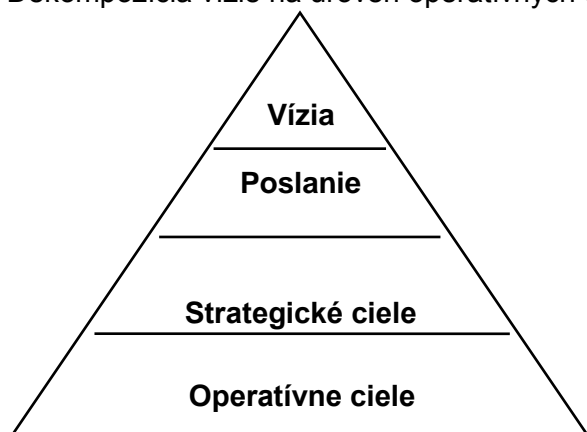 Dekompozícia vízie na úroveň operatívnych
Vízia
Poslanie
Strategické ciele
Operatívne ciele